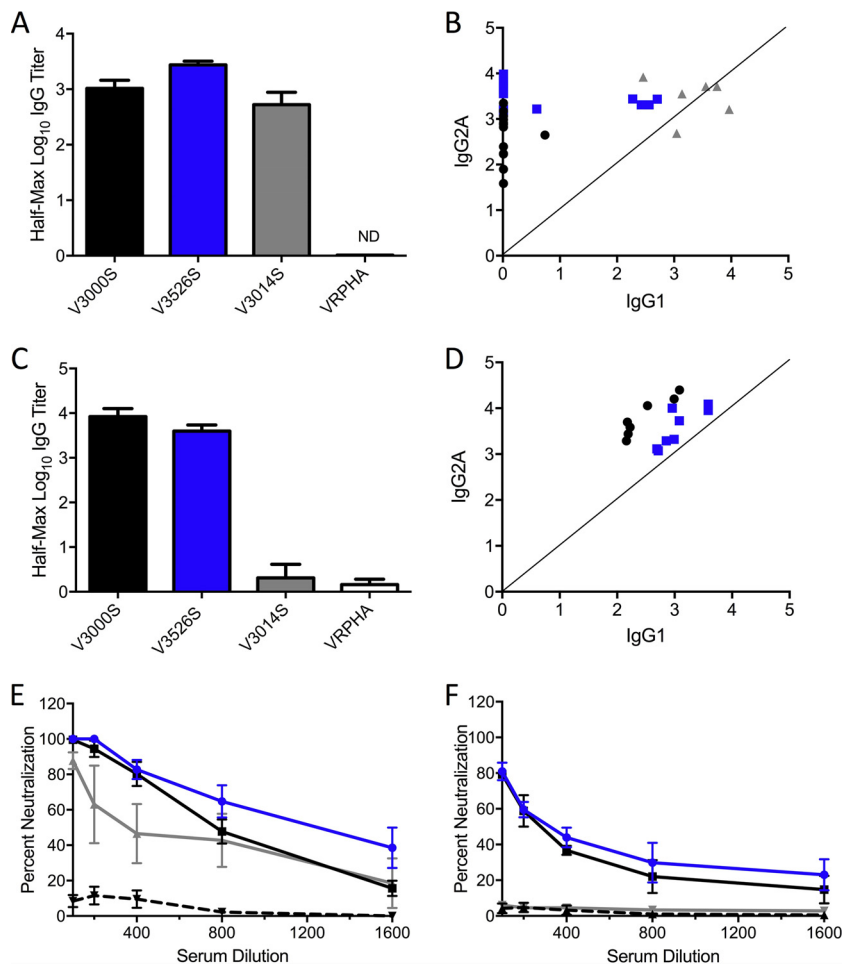 A
Half-Max Log10 IgG Titer
4
3
2
1
0
ND
V3000S
V3526S
V3014S
VRPHA
B
IgG2A
5
4
3
2
1
0
0 1 2 3 4 5
IgG1
C
Half-Max Log10 IgG Titer
5
4
3
2
1
0
V3000S
V3526S
V3014S
VRPHA
D
IgG2A
5
4
3
2
1
0
0 1 2 3 4 5
IgG1
E
Percent Neutralization
120
100
80
60
40
20
0
400 800 1200 1600
Serum Dilution
F
Percent Neutralization
120
100
80
60
40
20
0
400 800 1200 1600
Serum Dilution